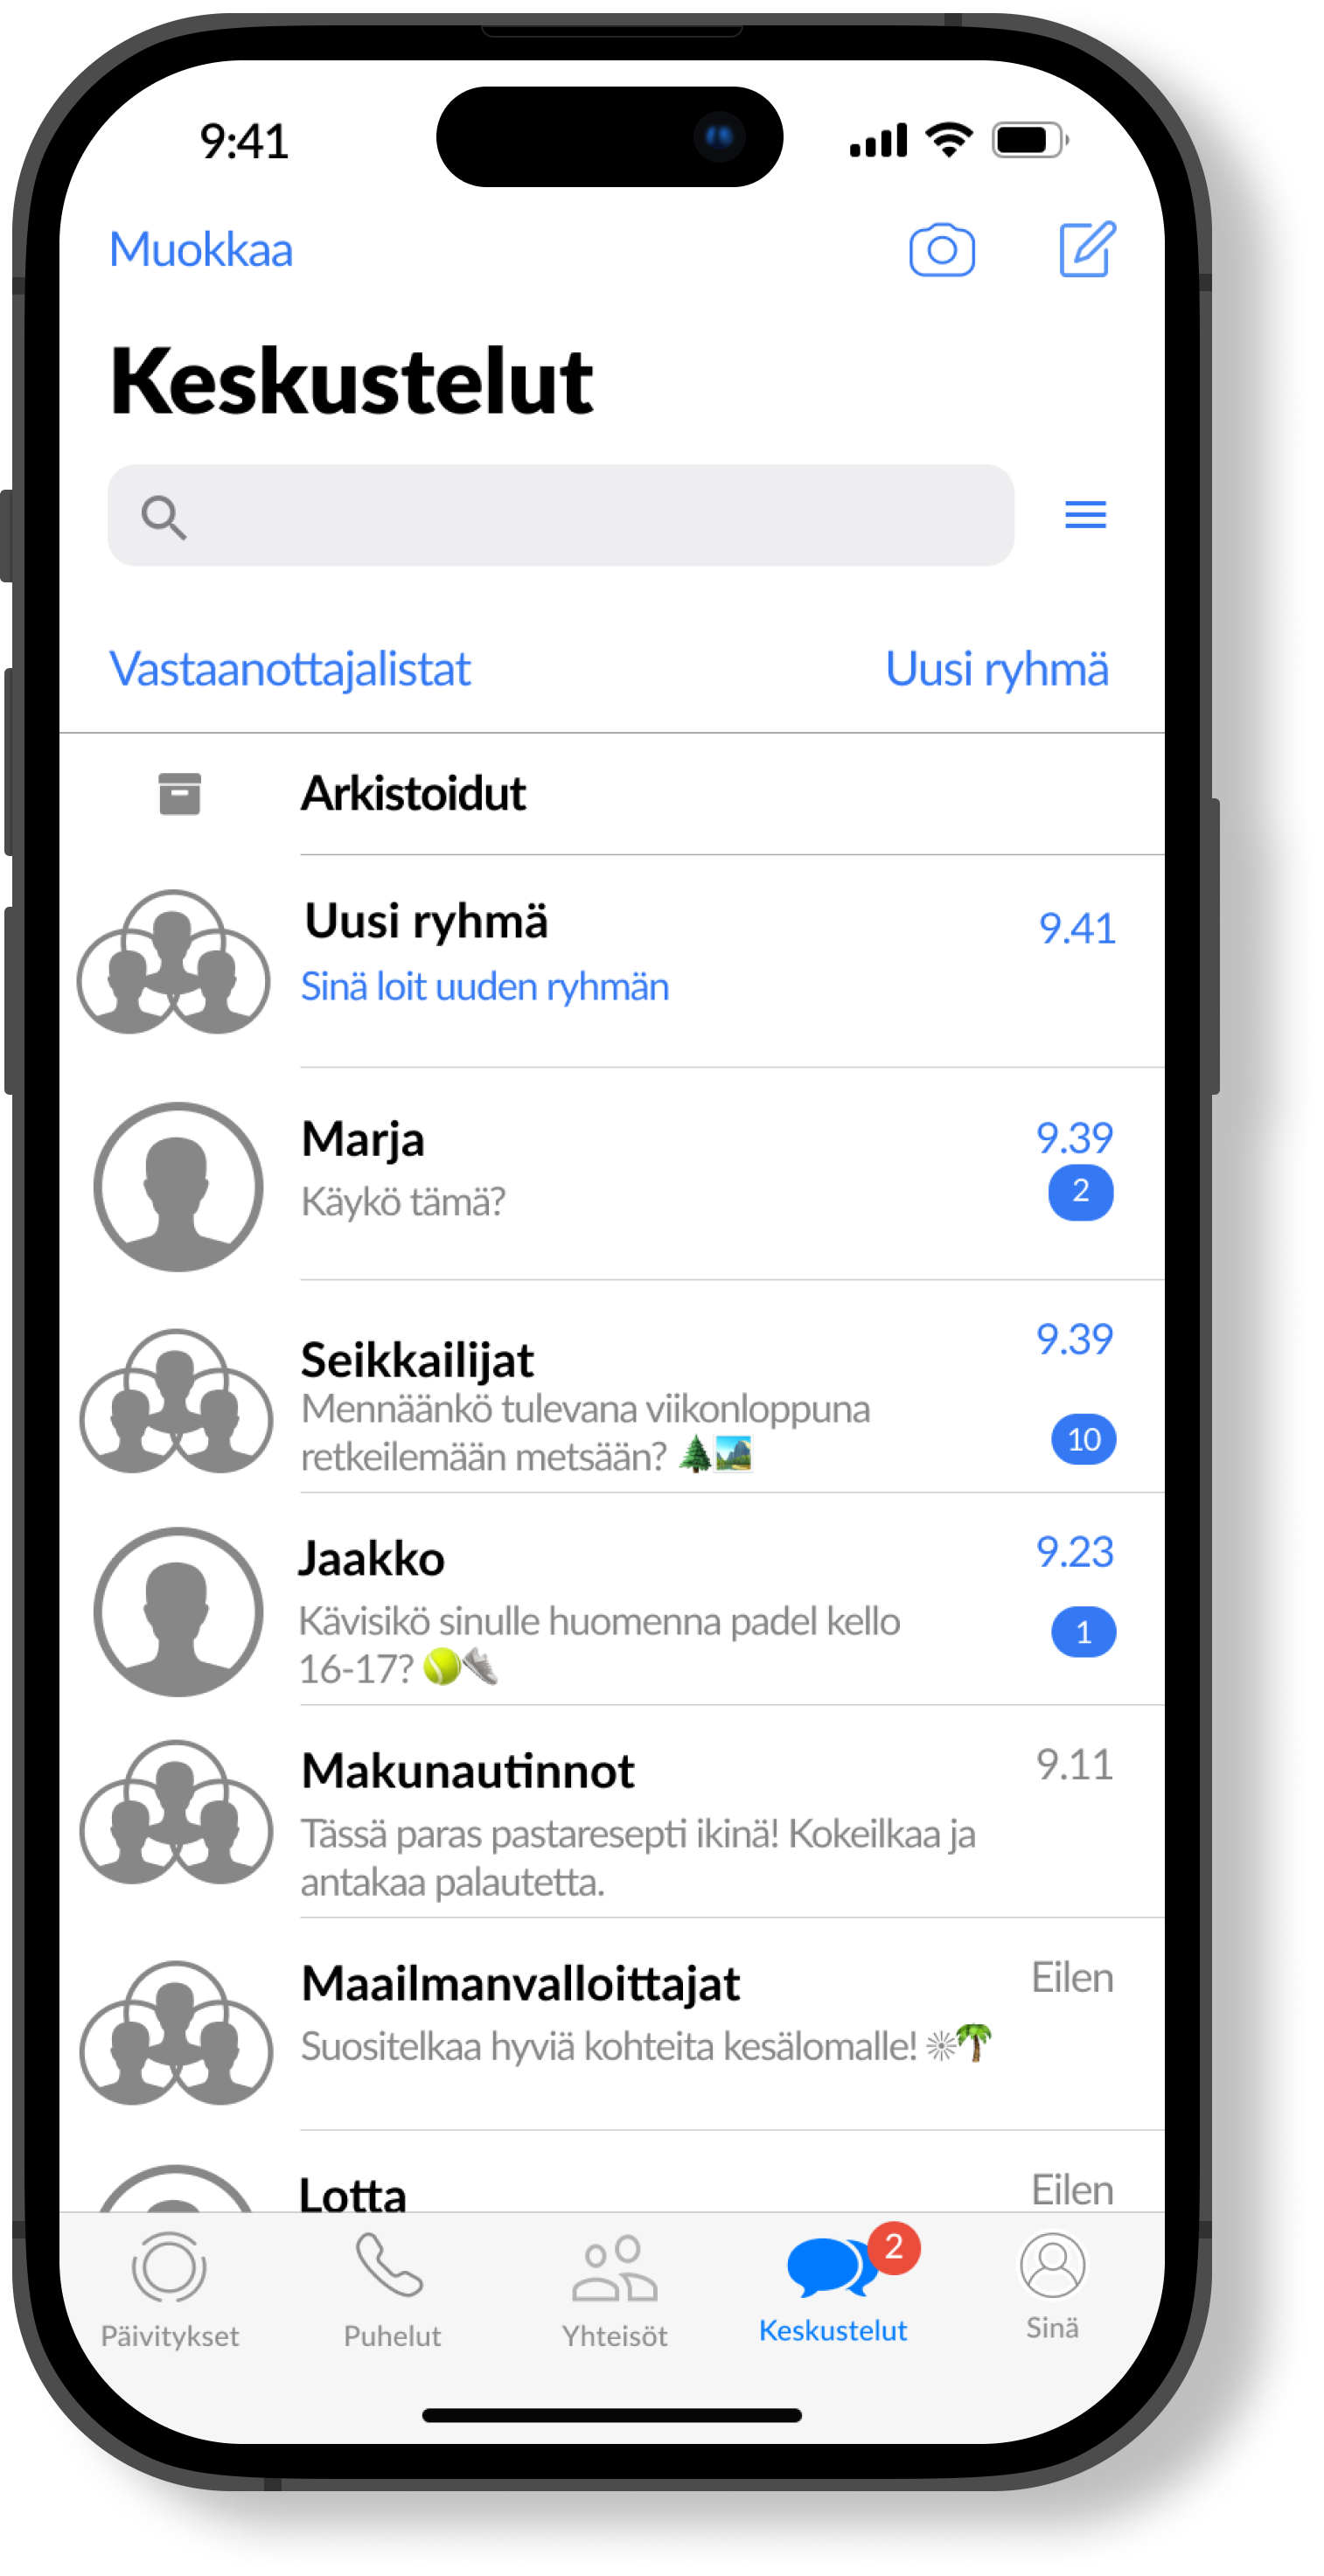 9:41
Muokkaa
Keskustelut
Vastaanottajalistat Uusi ryhmä
Arkistoidut
Uusi ryhmä 9.41
Sinä loit uuden ryhmän
Marja 9.39
Käykö tämä? 2
Seikkailijat 9.39
Mennäänkö tulevana viikonloppuna
retkeilemään metsään? 🌲🏞️ 10
Jaakko 9.23
Kävisikö sinulle huomenna padel kello 1
16-17? 🎾👟
Makunautinnot 9.11
Tässä paras pastaresepti ikinä! Kokeilkaa ja
antakaa palautetta.
Maailmanvalloittajat Eilen
Suositelkaa hyviä kohteita kesälomalle! ☀🌴
Lotta Eilen
2
Päivitykset Puhelut Yhteisöt Keskustelut Sinä